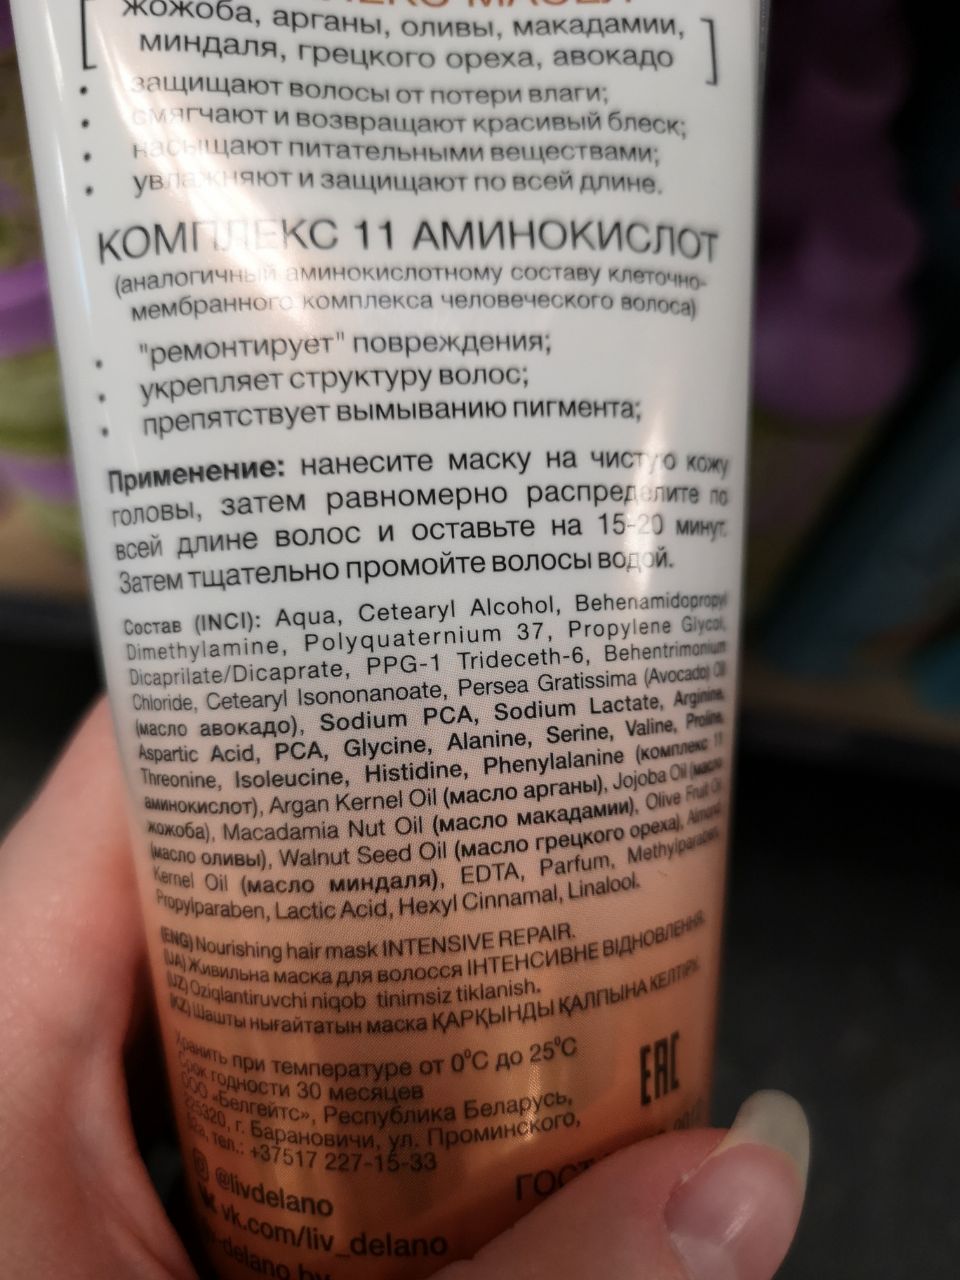 жожоба, арганы, оливы, макадамии,
миндаля, грецкого ореха, авокадо
• защищают волосы от потери влаги;
• смягчают и возвращают красивый блеск;
• насыщают питательными веществами;
• увлажняют и защищают по всей длине.
КОМПЛЕКС 11 АМИНОКИСЛОТ
(аналогичный аминокислотному составу клеточно-
мембранного комплекса человеческого волоса)
• "ремонтирует" повреждения;
• укрепляет структуру волос;
• препятствует вымыванию пигмента;
Применение: нанесите маску на чистую кожу
головы, затем равномерно распределите по
всей длине волос и оставьте на 15-20 минут.
Затем тщательно промойте волосы водой.
Состав (INCI): Aqua, Cetearyl Alcohol, Behenamidopropyl
Dimethylamine, Polyquaternium 37, Propylene Glycol
Dicaprilate/Dicaprate, PPG-1 Trideceth-6, Behentrimonium
Chloride, Cetearyl Isononanoate, Persea Gratissima (Avocado) Oil
(масло авокадо), Sodium PCA, Sodium Lactate, Arginine,
Aspartic Acid, PCA, Glycine, Alanine, Serine, Valine, Proline,
Threonine, Isoleucine, Histidine, Phenylalanine (комплекс 11
аминокислот), Argan Kernel Oil (масло арганы), Jojoba Oil (масло
жожоба), Macadamia Nut Oil (масло макадамии), Olive Fruit Oil
(масло оливы), Walnut Seed Oil (масло грецкого ореха), Almond
Kernel Oil (масло миндаля), EDTA, Parfum, Methylparaben,
Propylparaben, Lactic Acid, Hexyl Cinnamal, Linalool.
(ENG) Nourishing hair mask INTENSIVE REPAIR.
(UA) Живильна маска для волосся ІНТЕНСИВНЕ ВІДНОВЛЕННЯ.
(UZ) Oziqlantiruvchi niqob tinimsiz tiklanish.
(KZ) Шашты нығайтатын маска ҚАРҚЫНДЫ ҚАЛПЫНА КЕЛТІРУ.
Хранить при температуре от 0°C до 25°C
Срок годности 30 месяцев
ООО «Белгейтс», Республика Беларусь,
225320, г. Барановичи, ул. Проминского,
тел.: +37517 227-15-33
EAC
@livdelano
vk.com/liv_delano